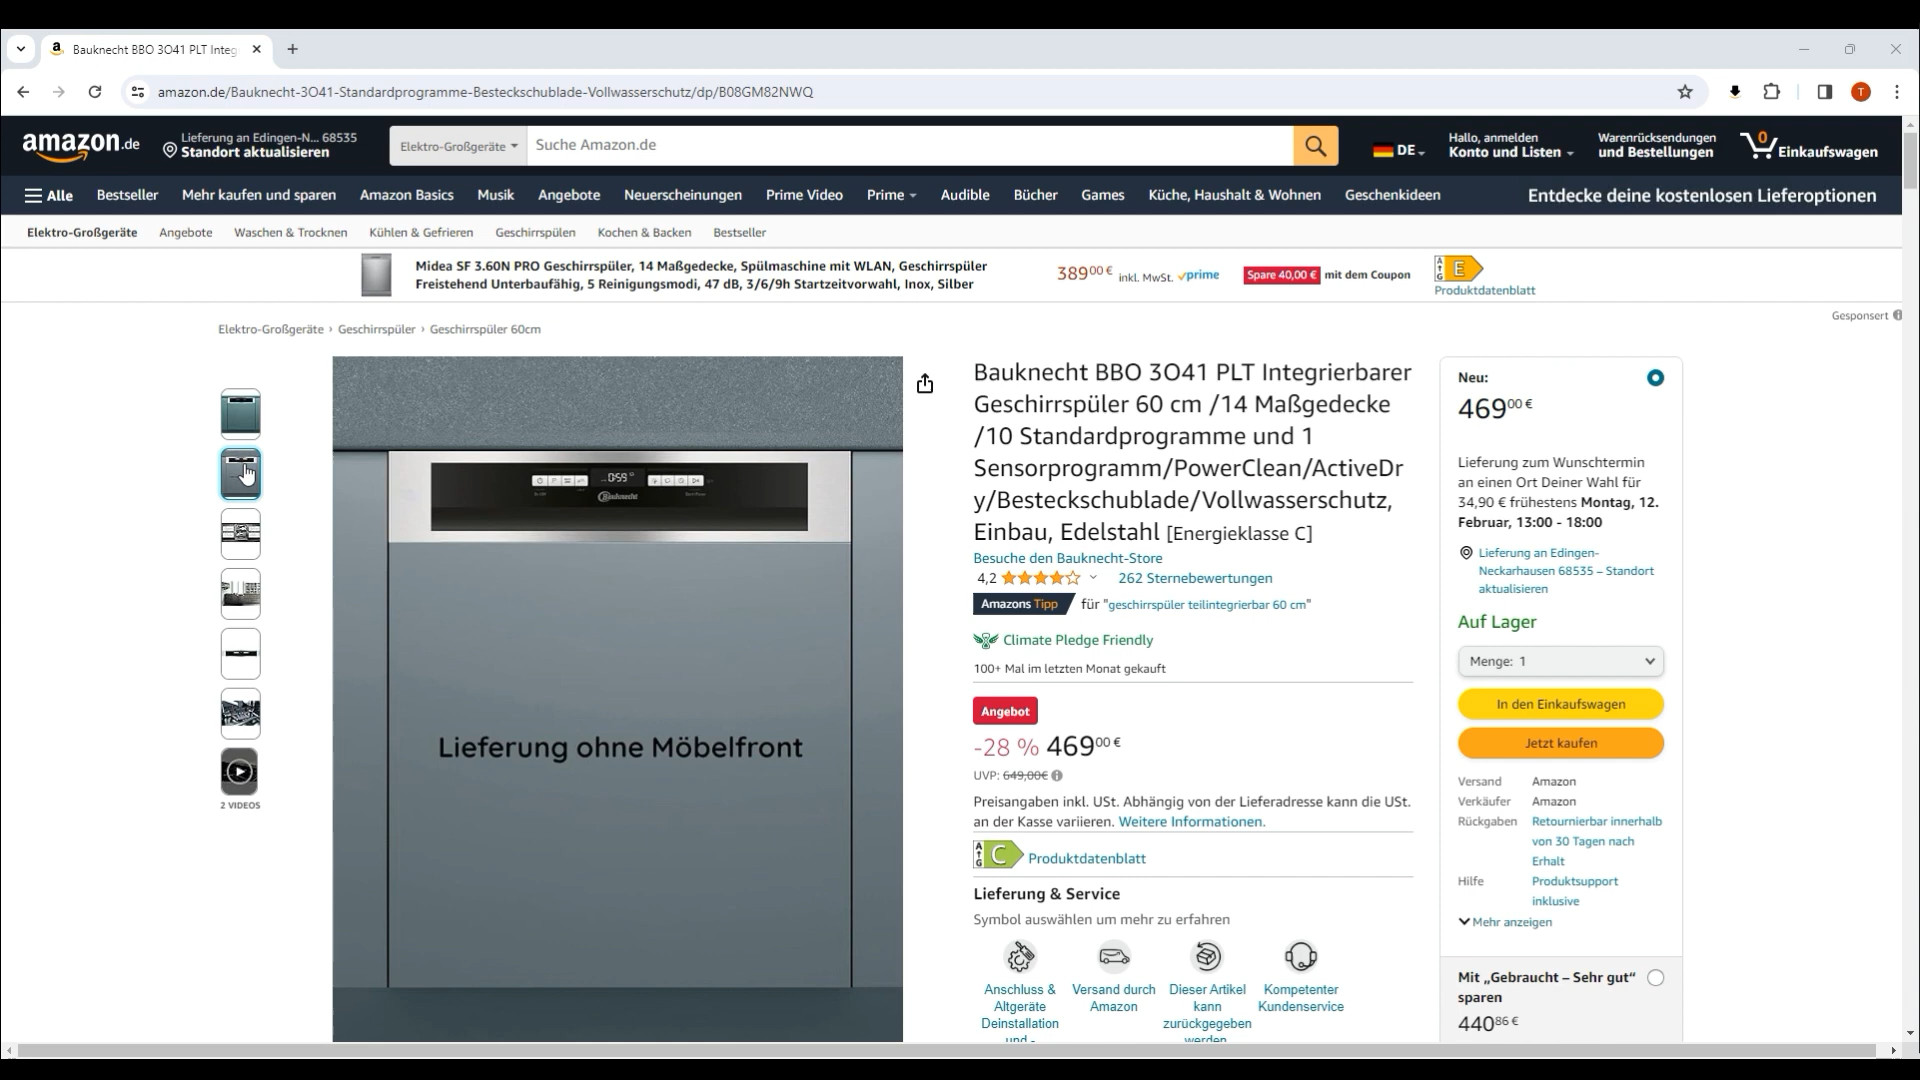 Bauknecht BBO 3O41 PLT Integ
amazon.de/Bauknecht-3O41-Standardprogramme-Besteckschublade-Vollwasserschutz/dp/B08GM82NWQ
T
amazon.de
Lieferung an Edingen-N... 68535
Standort aktualisieren
Elektro-Großgeräte
Suche Amazon.de
DE
Hallo, anmelden
Konto und Listen
Warenrücksendungen
und Bestellungen
0
Einkaufswagen
Alle
Bestseller
Mehr kaufen und sparen
Amazon Basics
Musik
Angebote
Neuerscheinungen
Prime Video
Prime
Audible
Bücher
Games
Küche, Haushalt & Wohnen
Geschenkideen
Entdecke deine kostenlosen Lieferoptionen
Elektro-Großgeräte
Angebote
Waschen & Trocknen
Kühlen & Gefrieren
Geschirrspülen
Kochen & Backen
Bestseller
Midea SF 3.60N PRO Geschirrspüler, 14 Maßgedecke, Spülmaschine mit WLAN, Geschirrspüler
Freistehend Unterbaufähig, 5 Reinigungsmodi, 47 dB, 3/6/9h Startzeitvorwahl, Inox, Silber
389,00 € inkl. MwSt. prime
Spare 40,00 € mit dem Coupon
A
G
E
Produktdatenblatt
Gesponsert
Elektro-Großgeräte › Geschirrspüler › Geschirrspüler 60cm
2 VIDEOS
0:59
Bauknecht
Lieferung ohne Möbelfront
Bauknecht BBO 3O41 PLT Integrierbarer
Geschirrspüler 60 cm /14 Maßgedecke
/10 Standardprogramme und 1
Sensorprogramm/PowerClean/ActiveDr
y/Besteckschublade/Vollwasserschutz,
Einbau, Edelstahl [Energieklasse C]
Besuche den Bauknecht-Store
4,2
262 Sternebewertungen
Amazons Tipp für "geschirrspüler teilintegrierbar 60 cm"
Climate Pledge Friendly
100+ Mal im letzten Monat gekauft
Angebot
-28 % 469 00 €
UVP: 649,00€
Preisangaben inkl. USt. Abhängig von der Lieferadresse kann die USt.
an der Kasse variieren. Weitere Informationen.
A
G
C
Produktdatenblatt
Lieferung & Service
Symbol auswählen um mehr zu erfahren
Anschluss &
Altgeräte
Deinstallation
und -
Versand durch
Amazon
Dieser Artikel
kann
zurückgegeben
werden
Kompetenter
Kundenservice
Neu:
469 00 €
Lieferung zum Wunschtermin
an einen Ort Deiner Wahl für
34,90 € frühestens Montag, 12.
Februar, 13:00 - 18:00
Lieferung an Edingen-
Neckarhausen 68535 – Standort
aktualisieren
Auf Lager
Menge: 1
In den Einkaufswagen
Jetzt kaufen
Versand Amazon
Verkäufer Amazon
Rückgaben Retournierbar innerhalb
von 30 Tagen nach
Erhalt
Hilfe Produktsupport
inklusive
Mehr anzeigen
Mit „Gebraucht – Sehr gut“
sparen
440 86 €